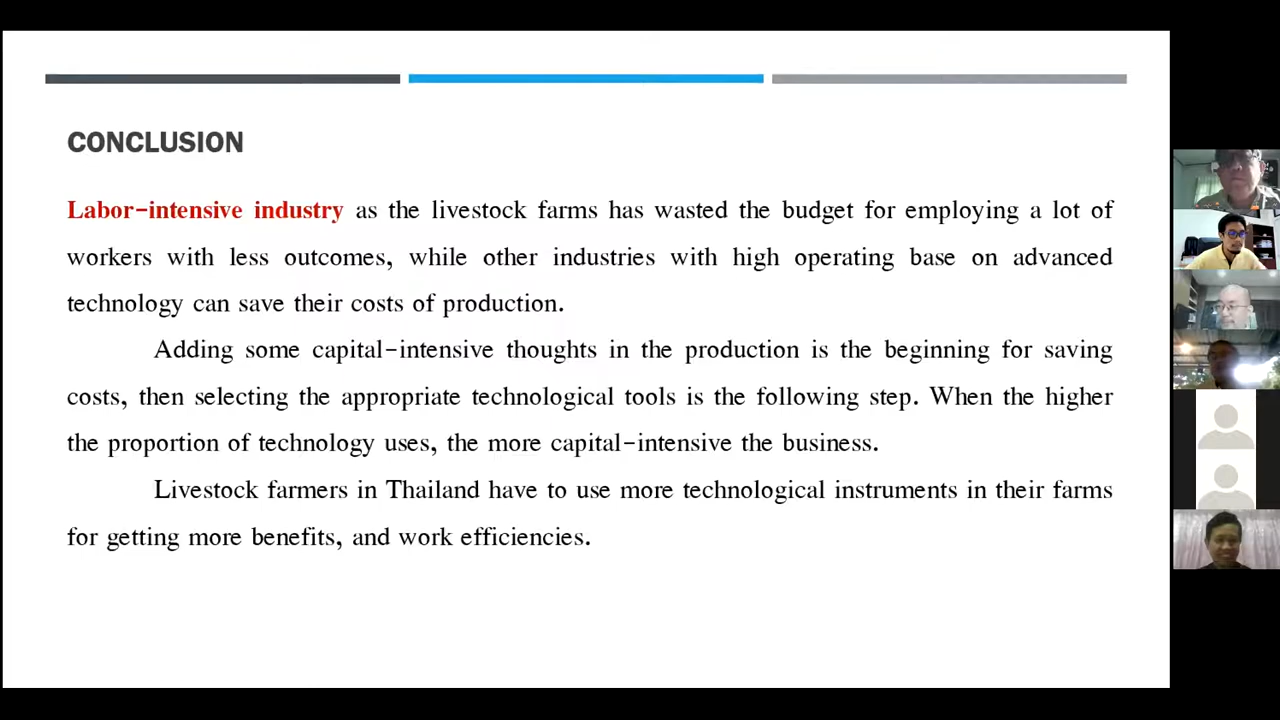 CONCLUSION
Labor-intensive industry as the livestock farms has wasted the budget for employing a lot of
workers with less outcomes, while other industries with high operating base on advanced
technology can save their costs of production.
Adding some capital-intensive thoughts in the production is the beginning for saving
costs, then selecting the appropriate technological tools is the following step. When the higher
the proportion of technology uses, the more capital-intensive the business.
Livestock farmers in Thailand have to use more technological instruments in their farms
for getting more benefits, and work efficiencies.